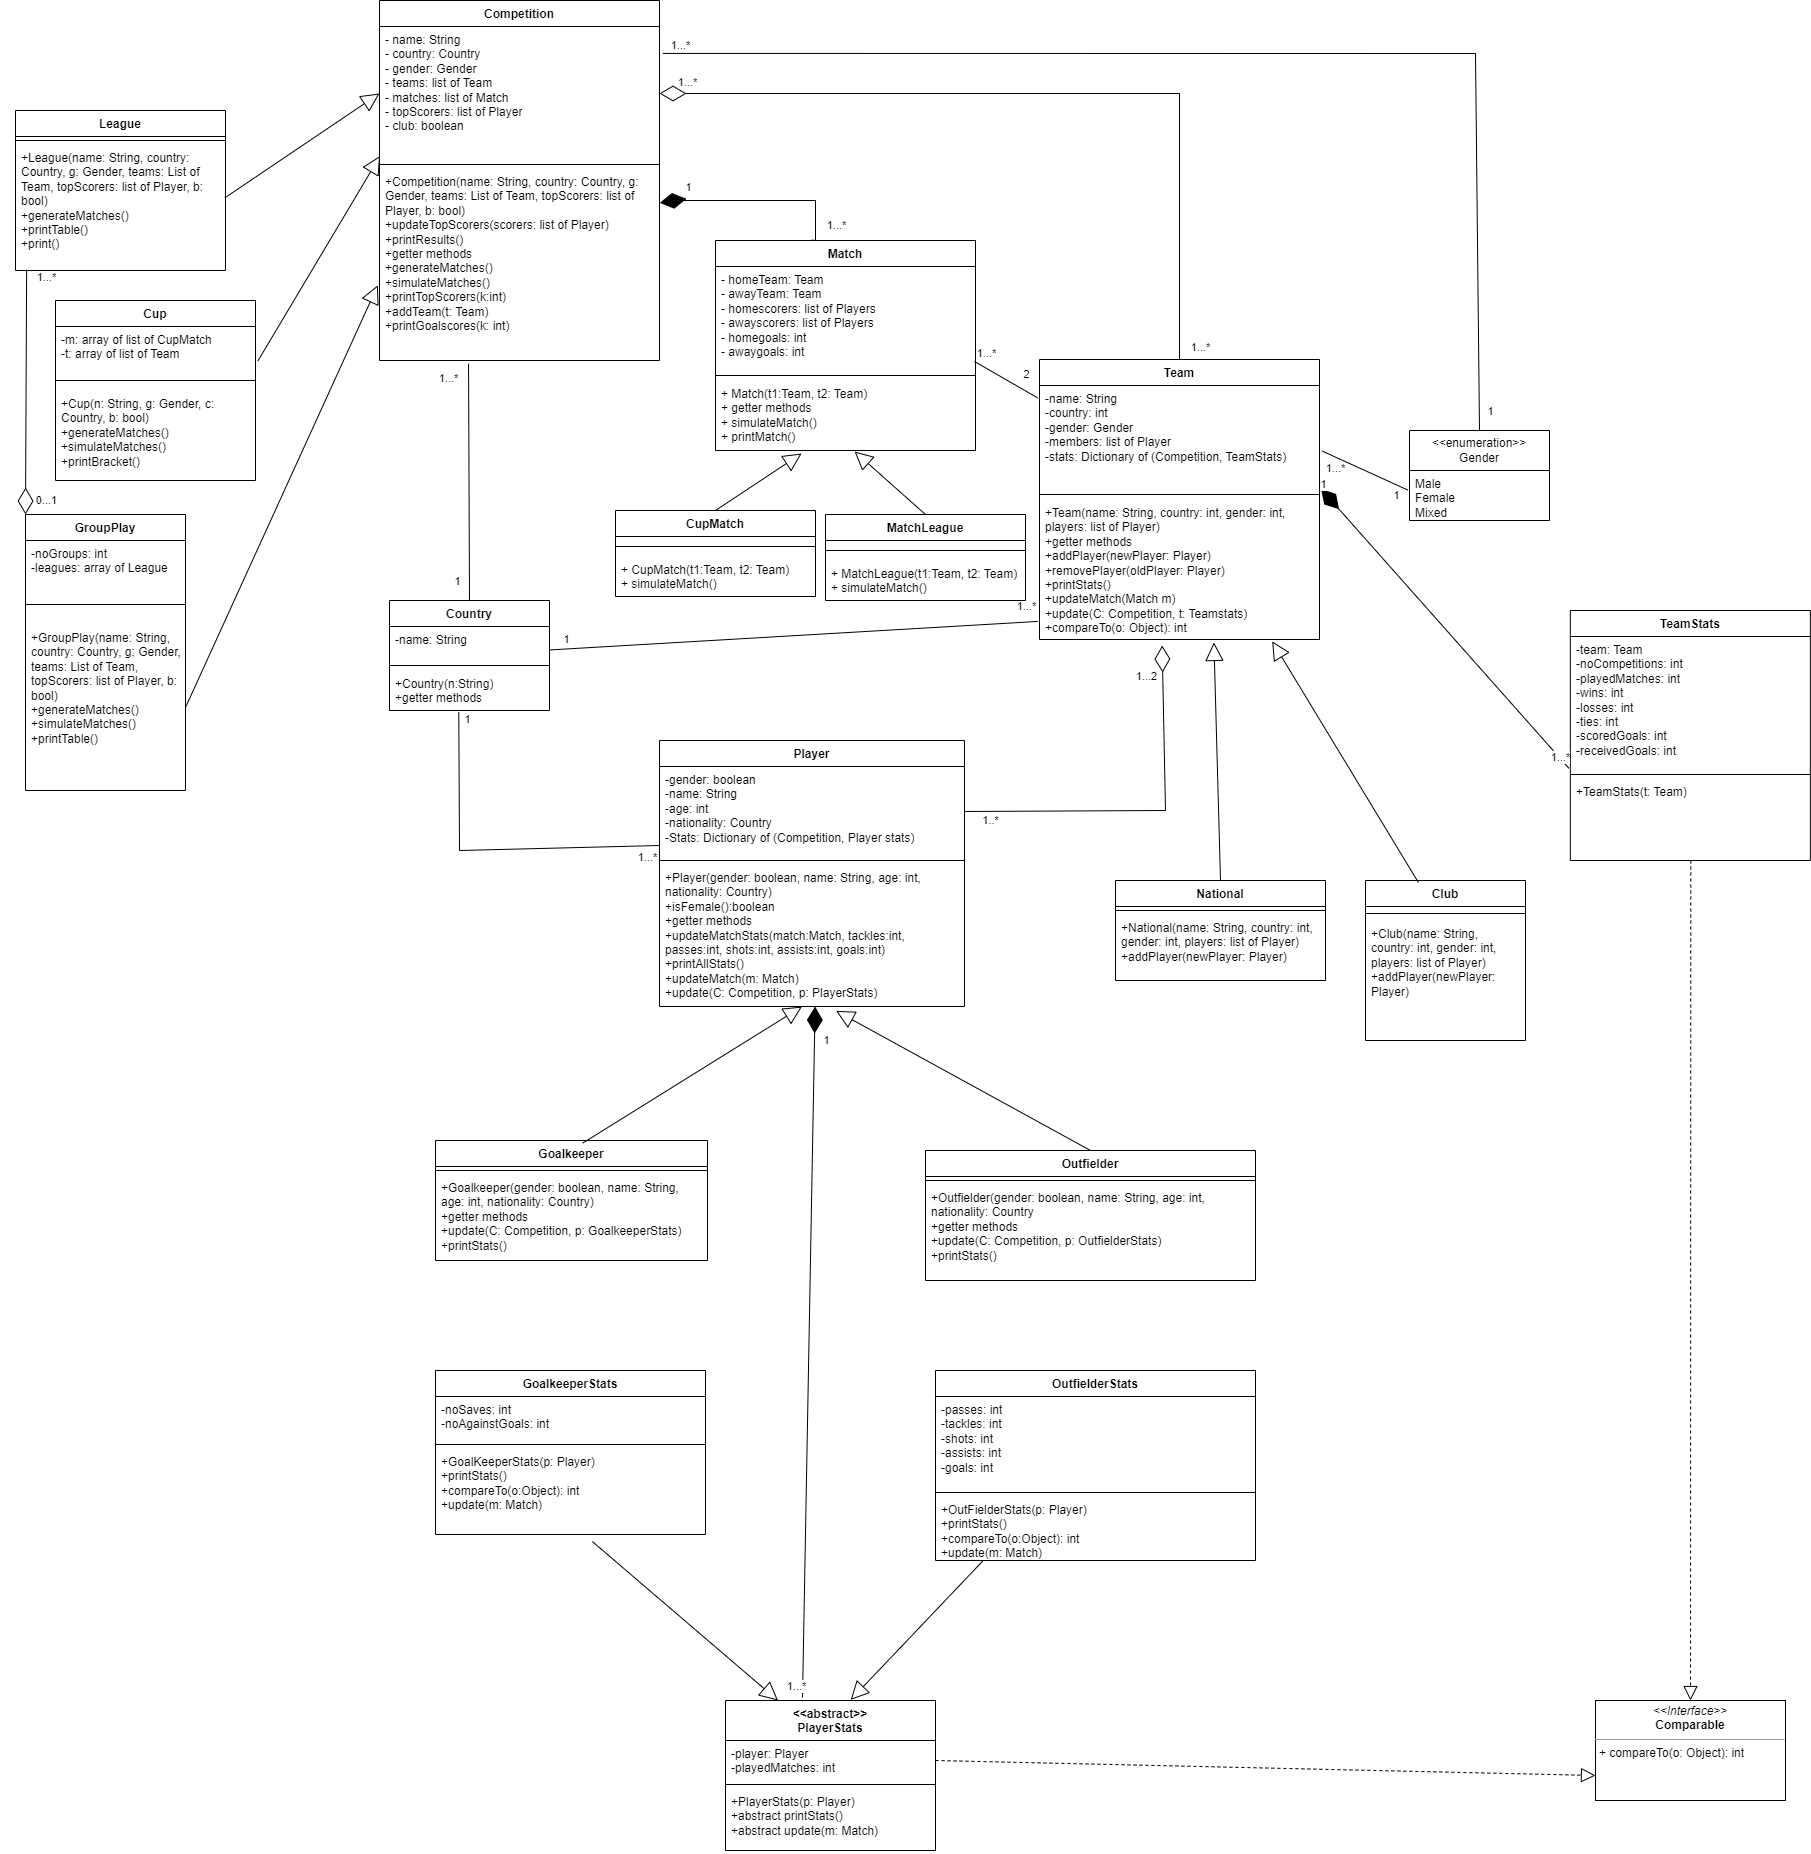 Competition
- name: String
- country: Country
- gender: Gender
- teams: list of Team
- matches: list of Match
- topScorers: list of Player
- club: boolean
+Competition(name: String, country: Country, g:
Gender, teams: List of Team, topScorers: list of
Player, b: bool)
+updateTopScorers(scorers: list of Player)
+printResults()
+getter methods
+generateMatches()
+simulateMatches()
+printTopScorers(k:int)
+addTeam(t: Team)
+printGoalscores(k: int)
1...*
1...*
1
1...*
1...*
League
+League(name: String, country:
Country, g: Gender, teams: List of
Team, topScorers: list of Player, b:
bool)
+generateMatches()
+printTable()
+print()
1...*
Cup
-m: array of list of CupMatch
-t: array of list of Team
+Cup(n: String, g: Gender, c:
Country, b: bool)
+generateMatches()
+simulateMatches()
+printBracket()
0...1
GroupPlay
-noGroups: int
-leagues: array of League
+GroupPlay(name: String,
country: Country, g: Gender,
teams: List of Team,
topScorers: list of Player, b:
bool)
+generateMatches()
+simulateMatches()
+printTable()
Match
- homeTeam: Team
- awayTeam: Team
- homescorers: list of Players
- awayscorers: list of Players
- homegoals: int
- awaygoals: int
+ Match(t1:Team, t2: Team)
+ getter methods
+ simulateMatch()
+ printMatch()
1...*
2
1...*
CupMatch
+ CupMatch(t1:Team, t2: Team)
+ simulateMatch()
MatchLeague
+ MatchLeague(t1:Team, t2: Team)
+ simulateMatch()
Team
-name: String
-country: int
-gender: Gender
-members: list of Player
-stats: Dictionary of (Competition, TeamStats)
+Team(name: String, country: int, gender: int,
players: list of Player)
+getter methods
+addPlayer(newPlayer: Player)
+removePlayer(oldPlayer: Player)
+printStats()
+updateMatch(Match m)
+update(C: Competition, t: Teamstats)
+compareTo(o: Object): int
1
<<enumeration>>
Gender
Male
Female
Mixed
1...*
1
1
1
1...*
1
Country
-name: String
+Country(n:String)
+getter methods
1
1...2
1...*
TeamStats
-team: Team
-noCompetitions: int
-playedMatches: int
-wins: int
-losses: int
-ties: int
-scoredGoals: int
-receivedGoals: int
+TeamStats(t: Team)
Player
-gender: boolean
-name: String
-age: int
-nationality: Country
-Stats: Dictionary of (Competition, Player stats)
+Player(gender: boolean, name: String, age: int,
nationality: Country)
+isFemale():boolean
+getter methods
+updateMatchStats(match:Match, tackles:int,
passes:int, shots:int, assists:int, goals:int)
+printAllStats()
+updateMatch(m: Match)
+update(C: Competition, p: PlayerStats)
1..*
1...*
1
National
+National(name: String, country: int,
gender: int, players: list of Player)
+addPlayer(newPlayer: Player)
Club
+Club(name: String,
country: int, gender: int,
players: list of Player)
+addPlayer(newPlayer:
Player)
Goalkeeper
+Goalkeeper(gender: boolean, name: String,
age: int, nationality: Country)
+getter methods
+update(C: Competition, p: GoalkeeperStats)
+printStats()
Outfielder
+Outfielder(gender: boolean, name: String, age: int,
nationality: Country
+getter methods
+update(C: Competition, p: OutfielderStats)
+printStats()
GoalkeeperStats
-noSaves: int
-noAgainstGoals: int
+GoalKeeperStats(p: Player)
+printStats()
+compareTo(o:Object): int
+update(m: Match)
OutfielderStats
-passes: int
-tackles: int
-shots: int
-assists: int
-goals: int
+OutFielderStats(p: Player)
+printStats()
+compareTo(o:Object): int
+update(m: Match)
1...*
<<abstract>>
PlayerStats
-player: Player
-playedMatches: int
+PlayerStats(p: Player)
+abstract printStats()
+abstract update(m: Match)
<<Interface>>
Comparable
+ compareTo(o: Object): int